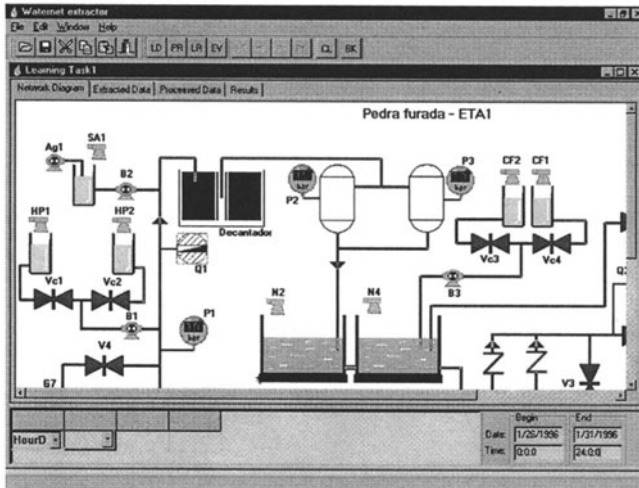 Waternet extractor
File Edit Window Help
LD PR LR EV CL BK
Learning Task1
Network Diagram Extracted Data Processed Data Results
Pedra furada - ETA1
SA1
Ag1
B2
P2
P3
CF2 CF1
Decantador
HP1 HP2
Q1
Vc3 Vc4
Vc1 Vc2
B3
N2 N4
B1
P1
V4
G7
V3
bar
bar
bar
Begin End
Date: 1/26/1996 1/31/1996
Time: 0:0:0 24:0:0
HourD